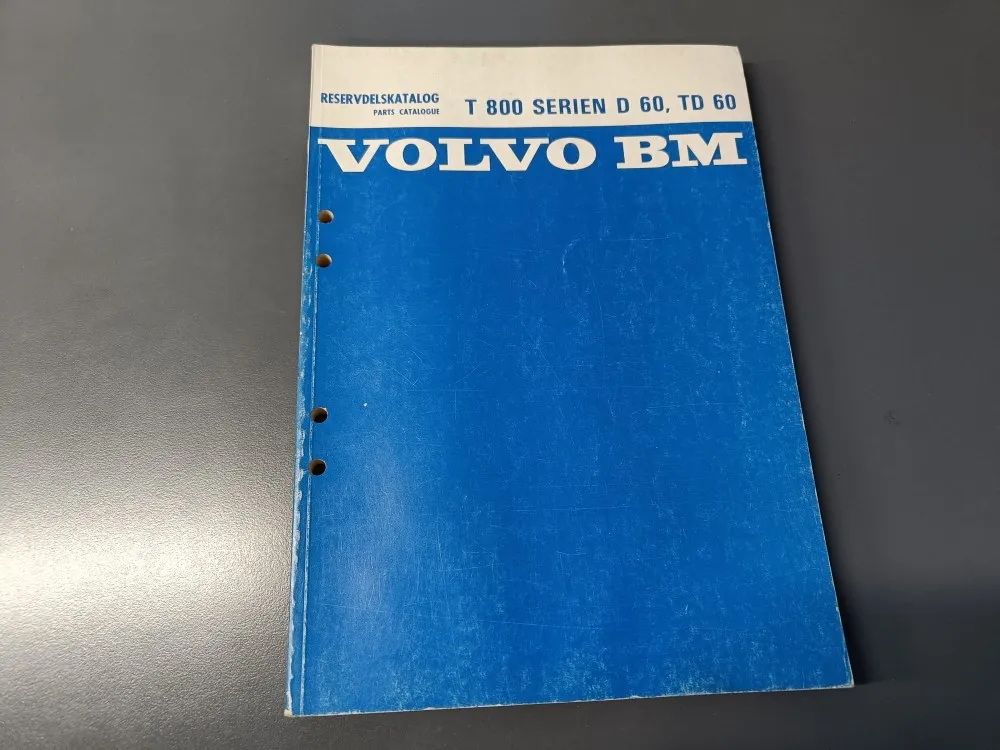 RESERVDELSKATALOG T 800 SERIEN D 60, TD 60
PARTS CATALOGUE
VOLVO BM